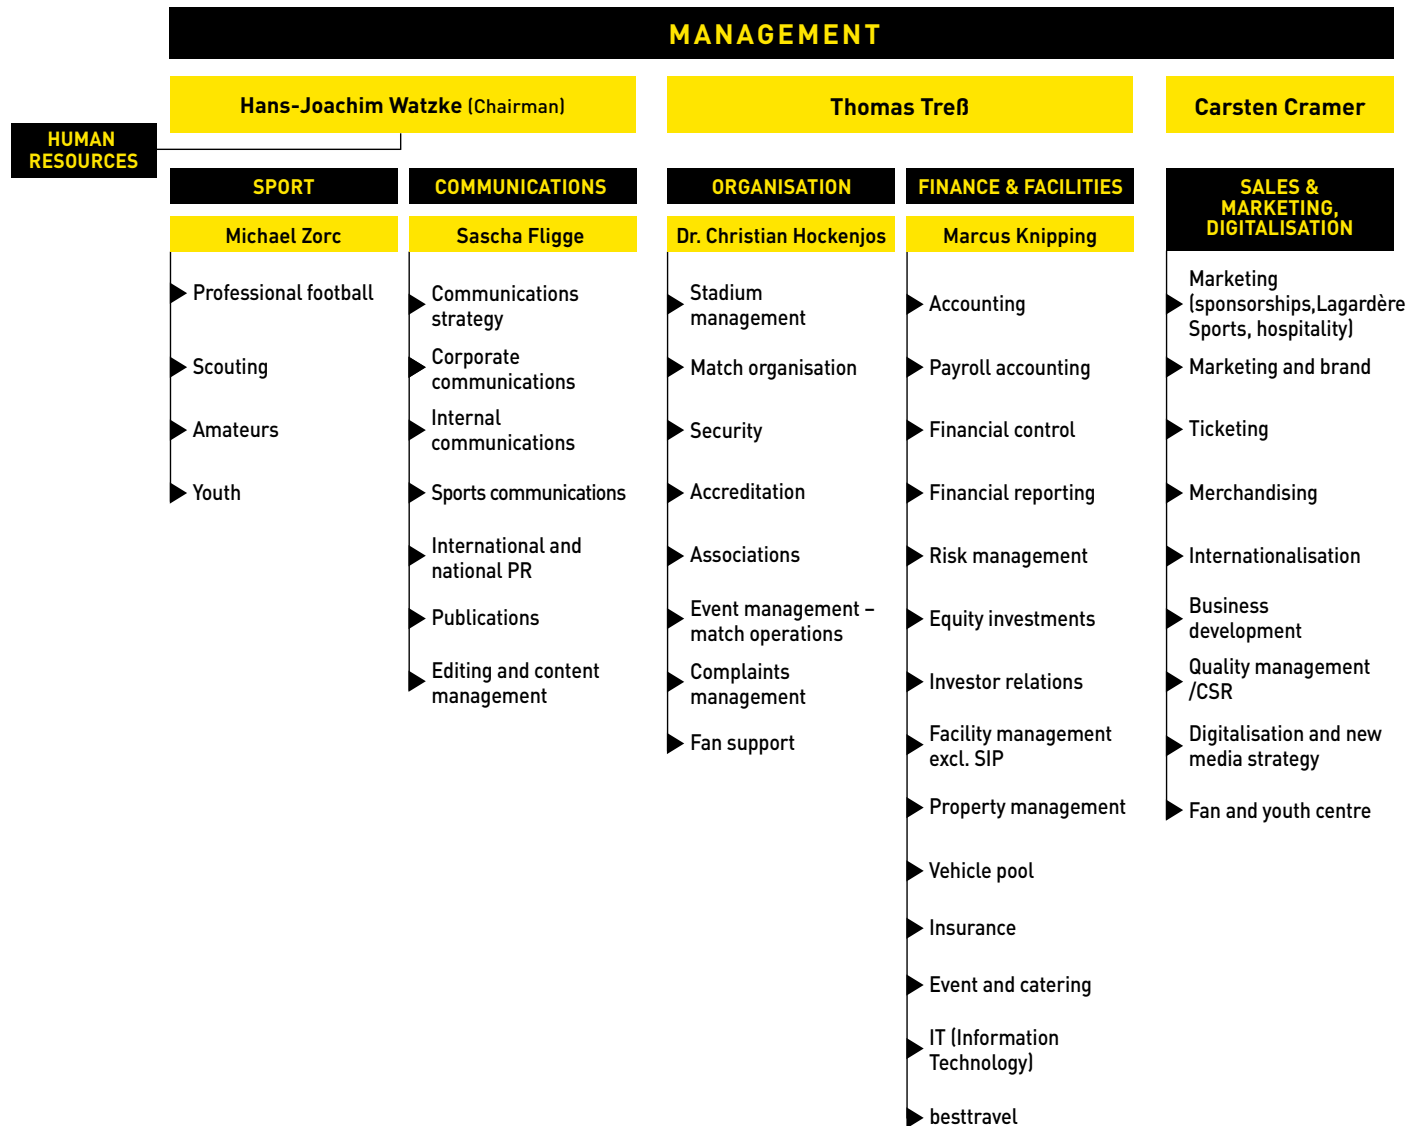 MANAGEMENT
Hans-Joachim Watzke (Chairman)
Thomas Treß
Carsten Cramer
HUMAN
RESOURCES
SPORT
Michael Zorc
Professional football
Scouting
Amateurs
Youth
COMMUNICATIONS
Sascha Fligge
Communications
strategy
Corporate
communications
Internal
communications
Sports communications
International and
national PR
Publications
Editing and content
management
ORGANISATION
Dr. Christian Hockenjos
Stadium
management
Match organisation
Security
Accreditation
Associations
Event management –
match operations
Complaints
management
Fan support
FINANCE & FACILITIES
Marcus Knipping
Accounting
Payroll accounting
Financial control
Financial reporting
Risk management
Equity investments
Investor relations
Facility management
excl. SIP
Property management
Vehicle pool
Insurance
Event and catering
IT (Information
Technology)
besttravel
SALES &
MARKETING,
DIGITALISATION
Marketing
(sponsorships,Lagardère
Sports, hospitality)
Marketing and brand
Ticketing
Merchandising
Internationalisation
Business
development
Quality management
/CSR
Digitalisation and new
media strategy
Fan and youth centre